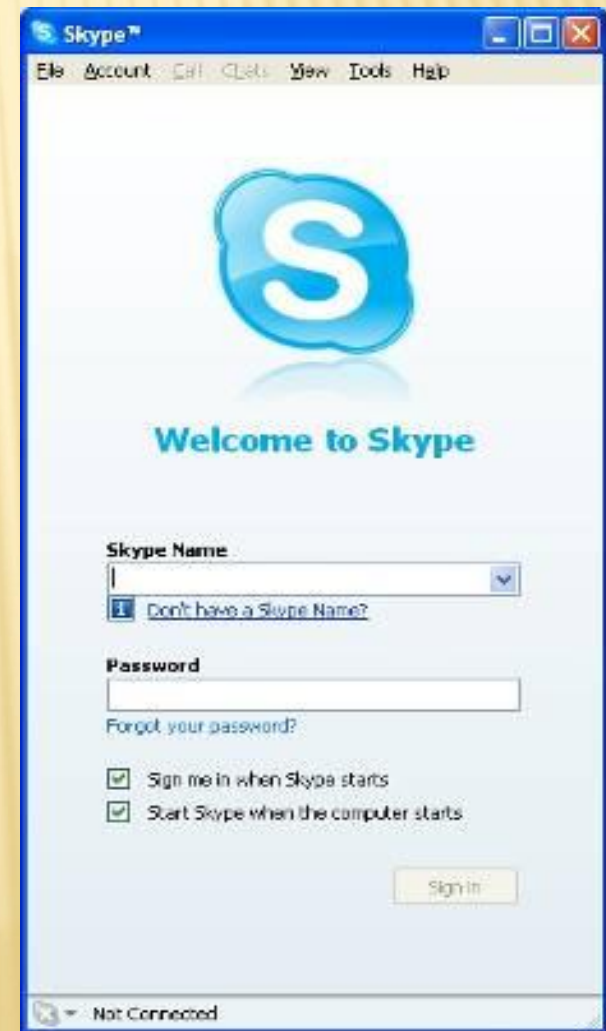 Skype™
File Account Call Chats View Tools Help
S
Welcome to Skype
Skype Name
Don't have a Skype Name?
Password
Forgot your password?
Sign me in when Skype starts
Start Skype when the computer starts
Sign in
Not Connected